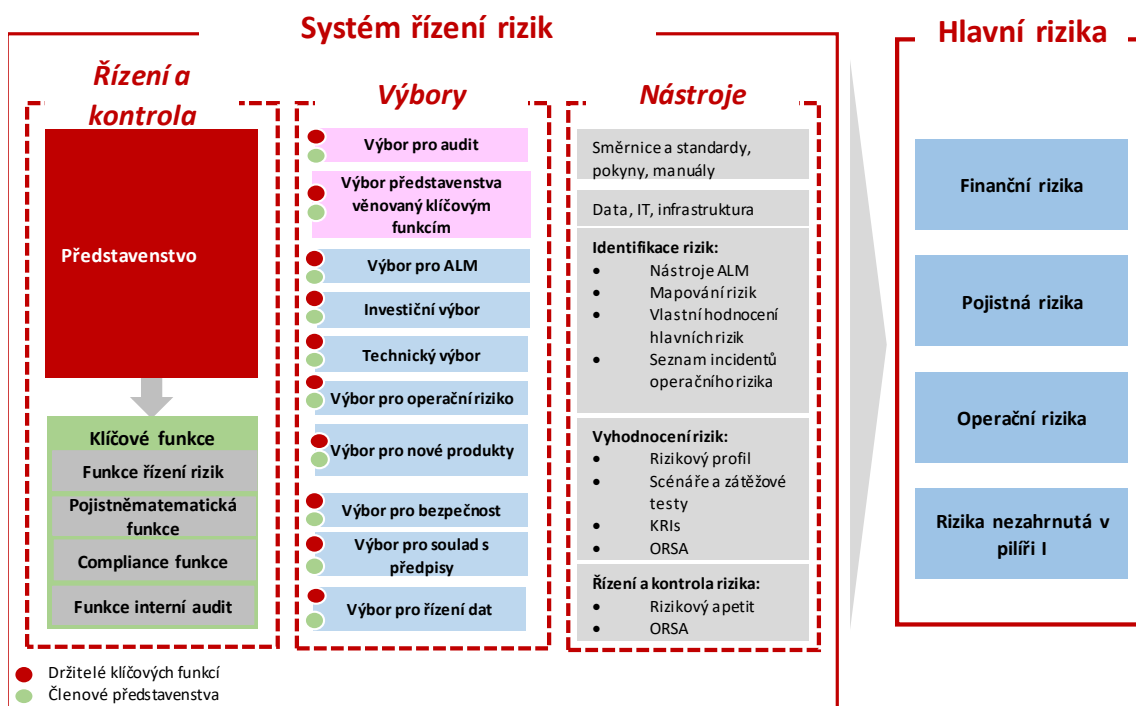 Systém řízení rizik
Hlavní rizika
Řízení a
kontrola
Představenstvo
Klíčové funkce
Funkce řízení rizik
Pojistněmatematická
funkce
Compliance funkce
Funkce interní audit
Výbory
Výbor pro audit
Výbor představenstva
věnovaný klíčovým
funkcím
Výbor pro ALM
Investiční výbor
Technický výbor
Výbor pro operační riziko
Výbor pro nové produkty
Výbor pro bezpečnost
Výbor pro soulad s
předpisy
Výbor pro řízení dat
Nástroje
Směrnice a standardy,
pokyny, manuály
Data, IT, infrastruktura
Identifikace rizik:
• Nástroje ALM
• Mapování rizik
• Vlastní hodnocení
hlavních rizik
• Seznam incidentů
operačního rizika
Vyhodnocení rizik:
• Rizikový profil
• Scénáře a zátěžové
testy
• KRIs
• ORSA
Řízení a kontrola rizika:
• Rizikový apetit
• ORSA
Finanční rizika
Pojistná rizika
Operační rizika
Rizika nezahrnutá v
pilíři I
Držitelé klíčových funkcí
Členové představenstva